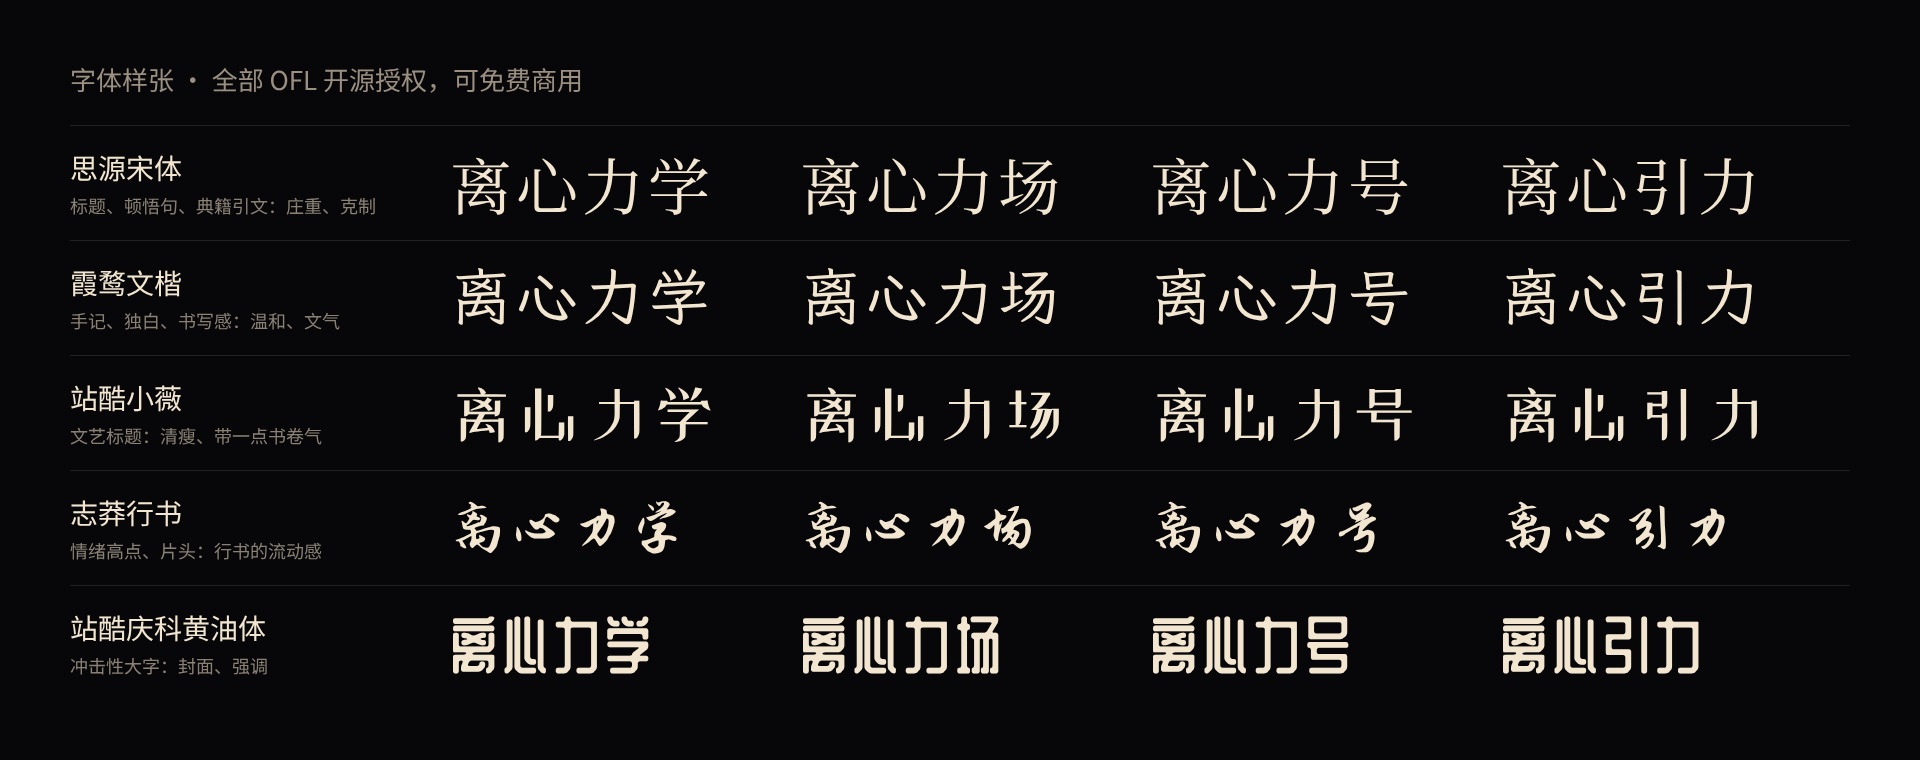 字体样张 · 全部 OFL 开源授权，可免费商用
思源宋体
标题、顿悟句、典籍引文：庄重、克制
离心力学 离心力场 离心力号 离心引力
霞鹜文楷
手记、独白、书写感：温和、文气
离心力学 离心力场 离心力号 离心引力
站酷小薇
文艺标题：清瘦、带一点书卷气
离心力学 离心力场 离心力号 离心引力
志莽行书
情绪高点、片头：行书的流动感
离心力学 离心力场 离心力号 离心引力
站酷庆科黄油体
冲击性大字：封面、强调
离心力学 离心力场 离心力号 离心引力